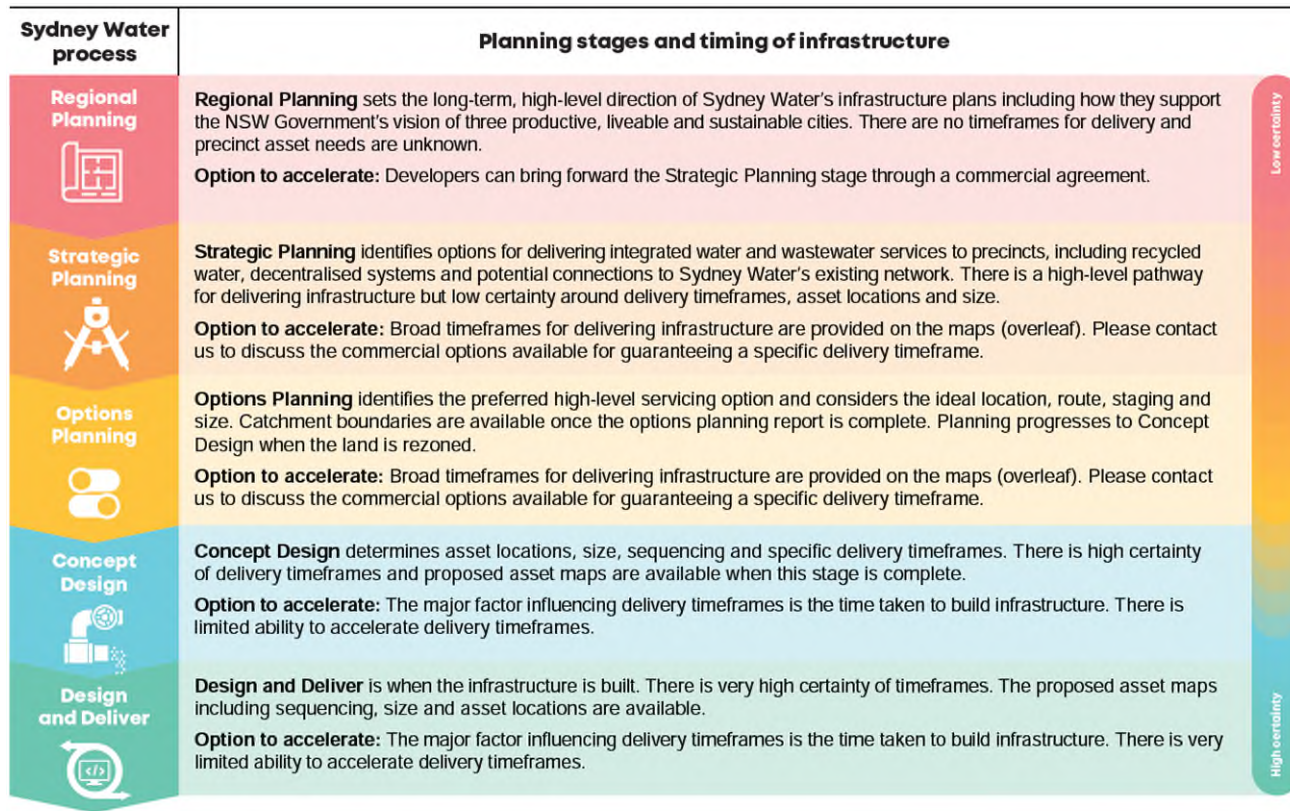 Sydney Water
process
Planning stages and timing of infrastructure
Regional
Planning
Regional Planning sets the long-term, high-level direction of Sydney Water's infrastructure plans including how they support
the NSW Government's vision of three productive, liveable and sustainable cities. There are no timeframes for delivery and
precinct asset needs are unknown.
Option to accelerate: Developers can bring forward the Strategic Planning stage through a commercial agreement.
Low certainty
Strategic
Planning
Strategic Planning identifies options for delivering integrated water and wastewater services to precincts, including recycled
water, decentralised systems and potential connections to Sydney Water's existing network. There is a high-level pathway
for delivering infrastructure but low certainty around delivery timeframes, asset locations and size.
Option to accelerate: Broad timeframes for delivering infrastructure are provided on the maps (overleaf). Please contact
us to discuss the commercial options available for guaranteeing a specific delivery timeframe.
Options
Planning
Options Planning identifies the preferred high-level servicing option and considers the ideal location, route, staging and
size. Catchment boundaries are available once the options planning report is complete. Planning progresses to Concept
Design when the land is rezoned.
Option to accelerate: Broad timeframes for delivering infrastructure are provided on the maps (overleaf). Please contact
us to discuss the commercial options available for guaranteeing a specific delivery timeframe.
Concept
Design
Concept Design determines asset locations, size, sequencing and specific delivery timeframes. There is high certainty
of delivery timeframes and proposed asset maps are available when this stage is complete.
Option to accelerate: The major factor influencing delivery timeframes is the time taken to build infrastructure. There is
limited ability to accelerate delivery timeframes.
Design
and Deliver
</>
Design and Deliver is when the infrastructure is built. There is very high certainty of timeframes. The proposed asset maps
including sequencing, size and asset locations are available.
Option to accelerate: The major factor influencing delivery timeframes is the time taken to build infrastructure. There is very
limited ability to accelerate delivery timeframes.
High certainty